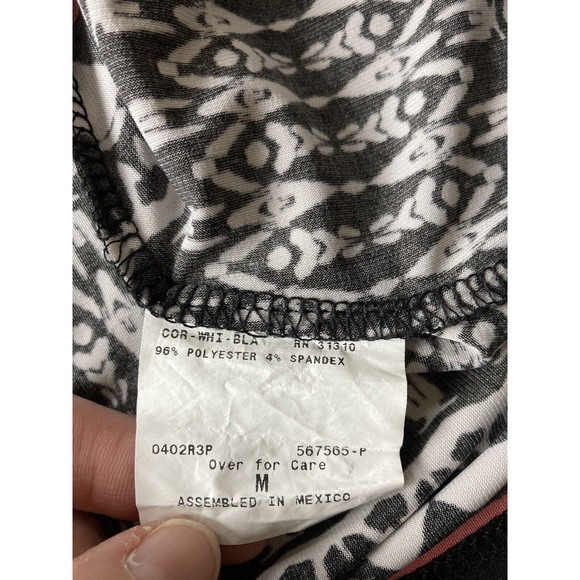 COR-WHI-BLA RN 31310
96% POLYESTER 4% SPANDEX
0402R3P 567565-P
Over for Care
M
ASSEMBLED IN MEXICO